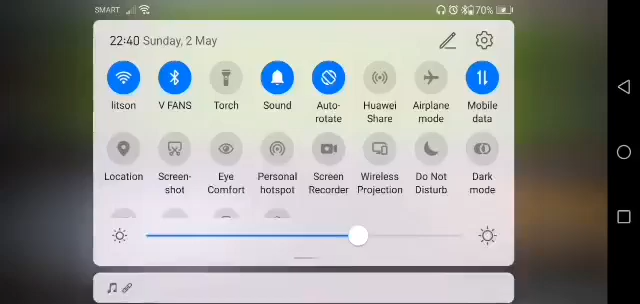 SMART 70%
22:40 Sunday, 2 May
litson V FANS Torch Sound Auto-rotate Huawei Share Airplane mode Mobile data
Location Screen-shot Eye Comfort Personal hotspot Screen Recorder Wireless Projection Do Not Disturb Dark mode